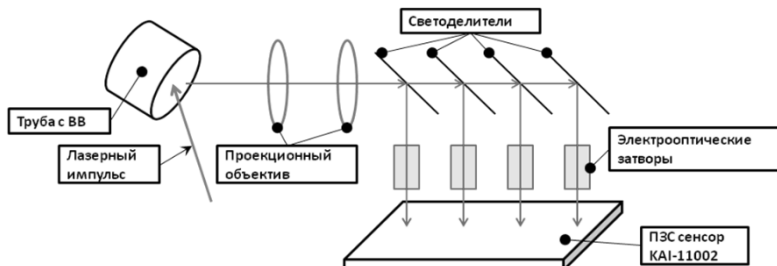 Светоделители
Труба с ВВ
Лазерный
импульс
Проекционный
объектив
Электрооптические
затворы
ПЗС сенсор
KAI-11002